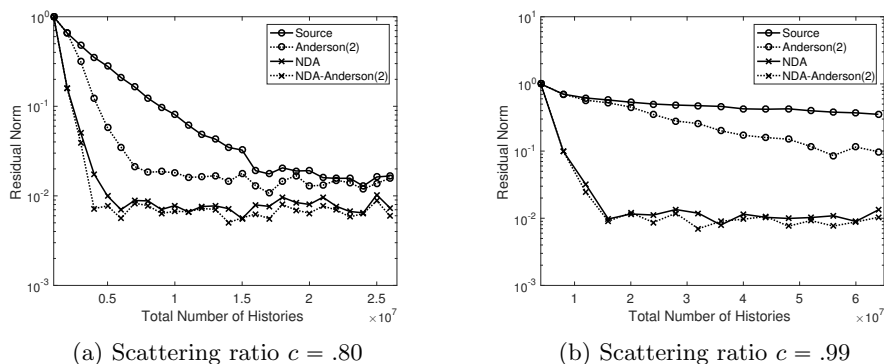 10^0
10^-1
10^-2
10^-3
Residual Norm
Source
Anderson(2)
NDA
NDA-Anderson(2)
0.5 1 1.5 2 2.5
×10^7
Total Number of Histories
(a) Scattering ratio c = .80
10^1
10^0
10^-1
10^-2
10^-3
Residual Norm
Source
Anderson(2)
NDA
NDA-Anderson(2)
1 2 3 4 5 6
×10^7
Total Number of Histories
(b) Scattering ratio c = .99